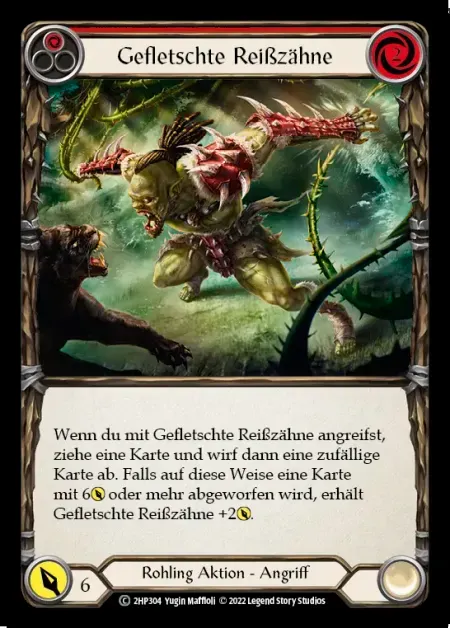 Gefletschte Reißzähne
2
Wenn du mit Gefletschte Reißzähne angreifst,
ziehe eine Karte und wirf dann eine zufällige
Karte ab. Falls auf diese Weise eine Karte
mit 6 oder mehr abgeworfen wird, erhält
Gefletschte Reißzähne +2.
6
Rohling Aktion - Angriff
C 2HP304 Yugin Maffioli © 2022 Legend Story Studios